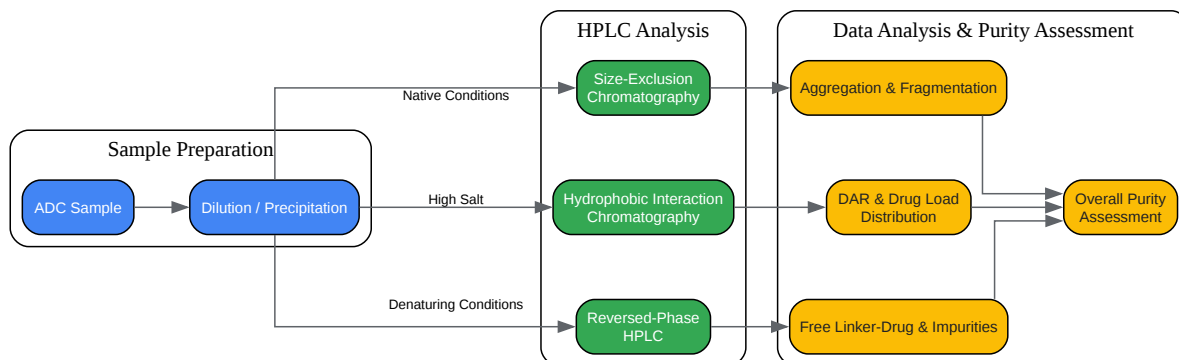 HPLC Analysis
Data Analysis & Purity Assessment
Size-Exclusion
Chromatography
Aggregation & Fragmentation
Native Conditions
Sample Preparation
ADC Sample
Dilution / Precipitation
High Salt
Hydrophobic Interaction
Chromatography
DAR & Drug Load
Distribution
Overall Purity
Assessment
Denaturing Conditions
Reversed-Phase
HPLC
Free Linker-Drug & Impurities